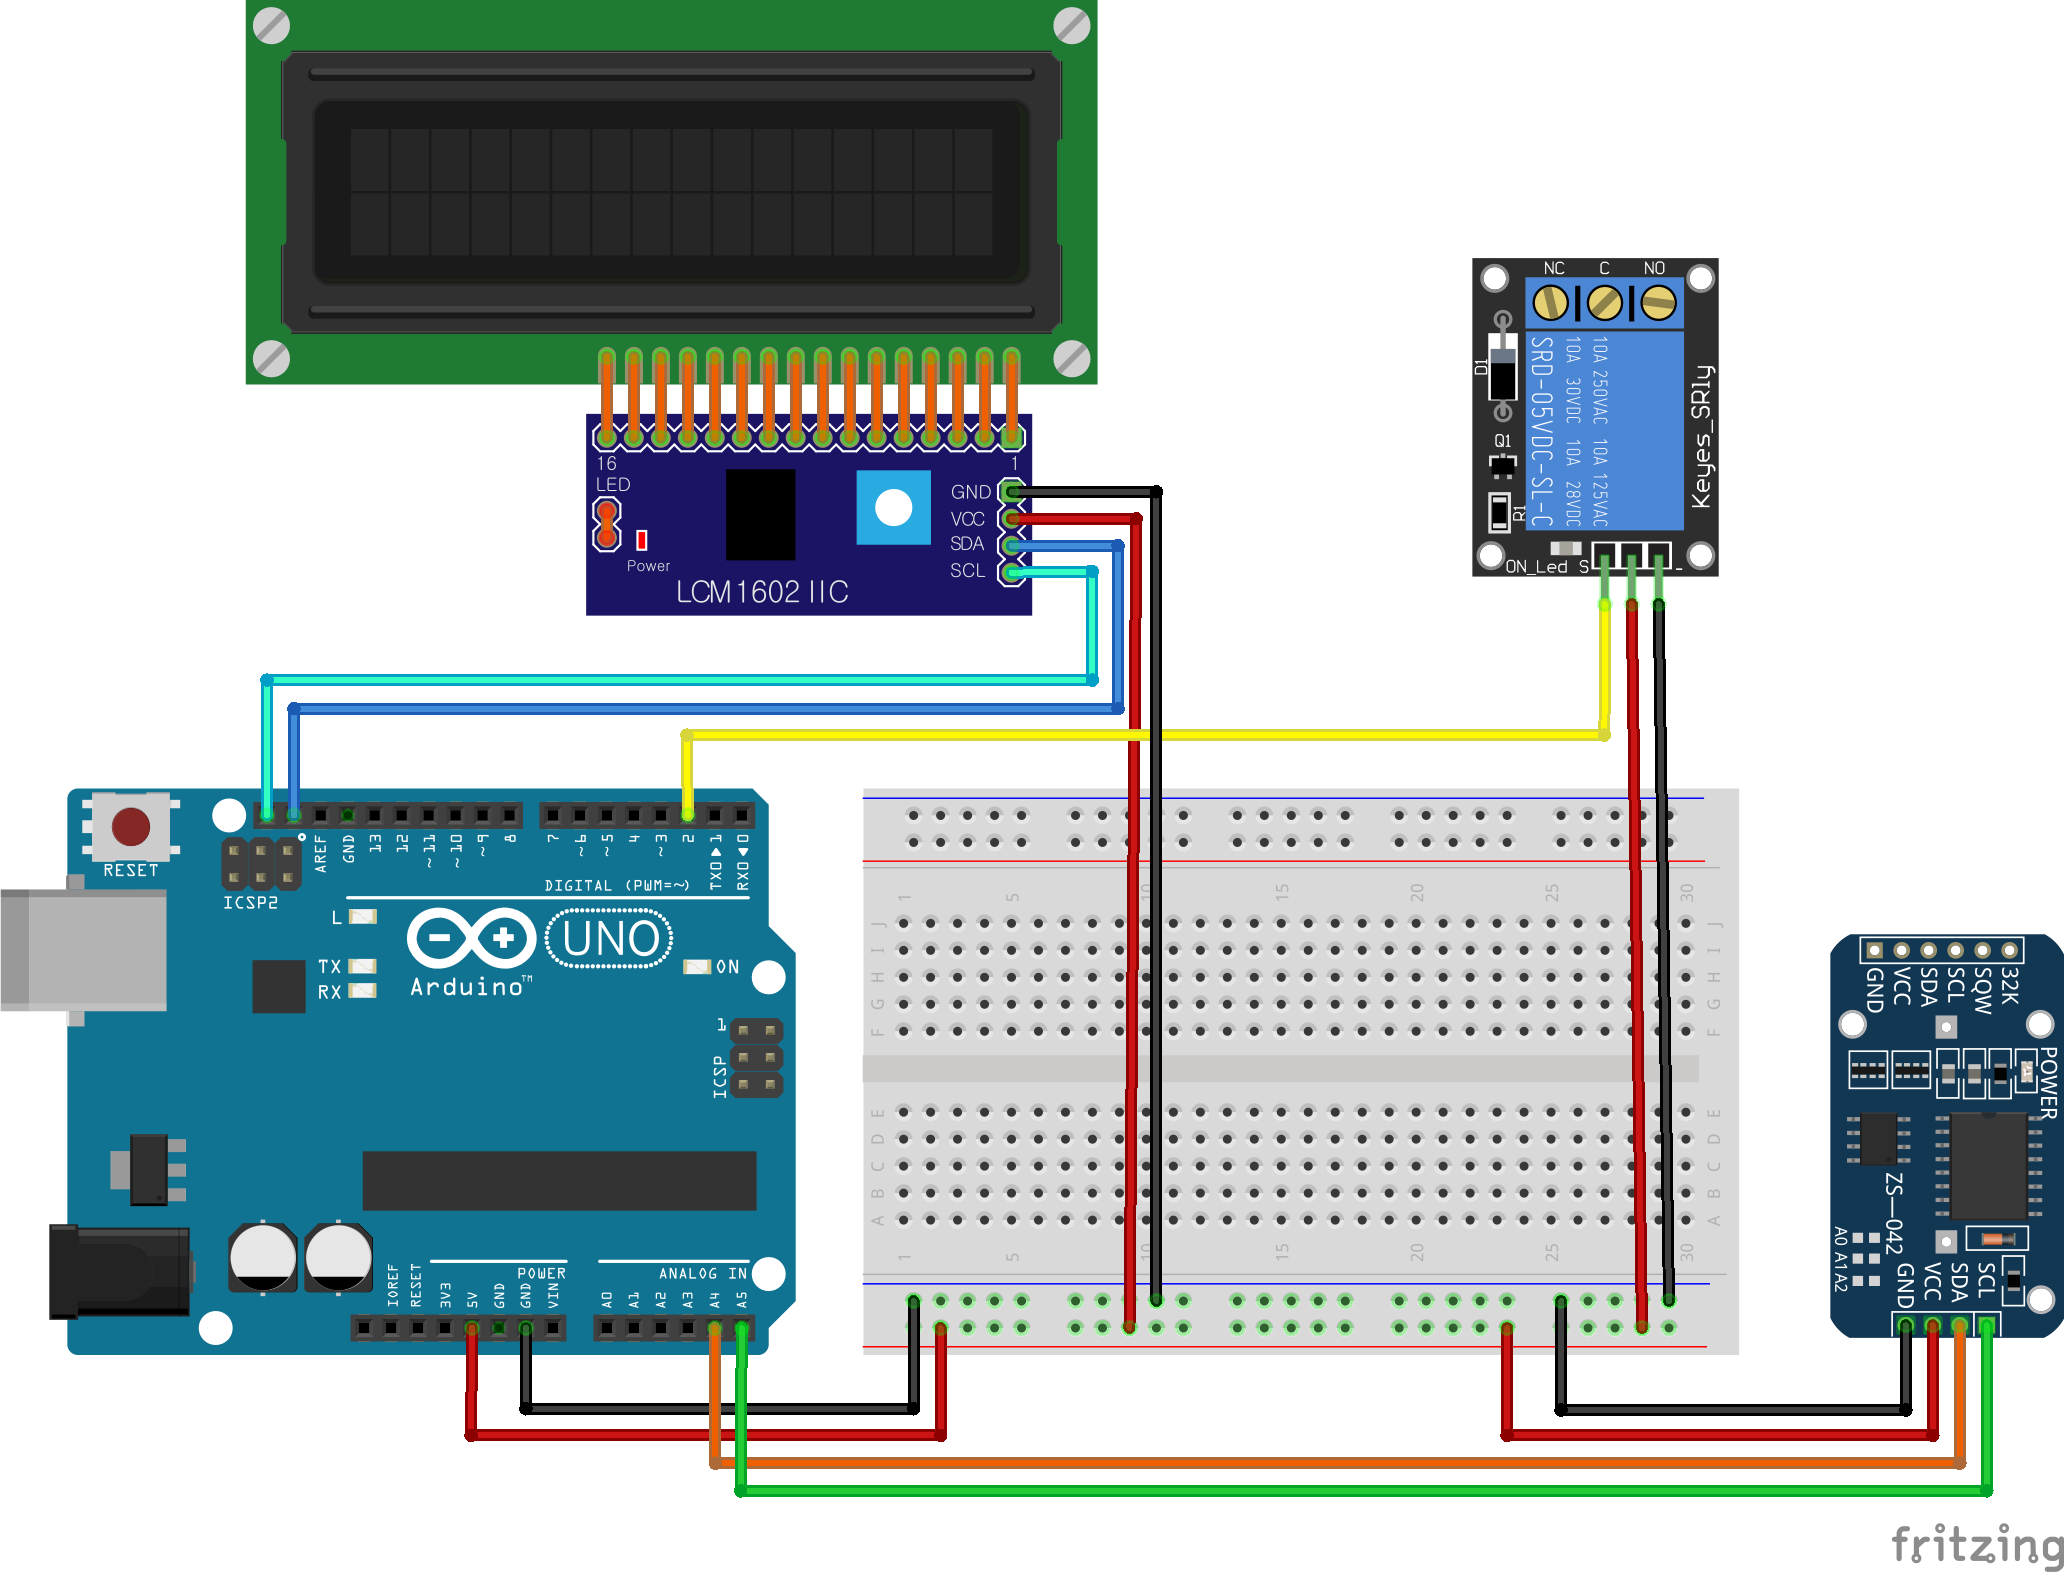 16
1
LED
GND
VCC
SDA
SCL
Power
LCM1602 IIC
NC C NO
D1
Q1
R1
SRD-05VDC-SL-C
10A 30VDC 10A 28VDC
10A 250VAC 10A 125VAC
Keyes_SRly
ON_Led S -
RESET
ICSP2
AREF
GND
13
12
~11
~10
~9
8
7
~6
~5
4
~3
2
TX0▶1
RX0◀0
DIGITAL (PWM=~)
L
TX
RX
Arduino™
UNO
ON
1
ICSP
IOREF
RESET
3V3
5V
GND
GND
VIN
POWER
A0
A1
A2
A3
A4
A5
ANALOG IN
1 5 10 15 20 25 30
J J
I I
H H
G G
F F
E E
D D
C C
B B
A A
1 5 10 15 20 25 30
GND
VCC
SDA
SCL
SQW
32K
POWER
ZS-042
A0
A1
A2
GND
VCC
SDA
SCL
fritzing